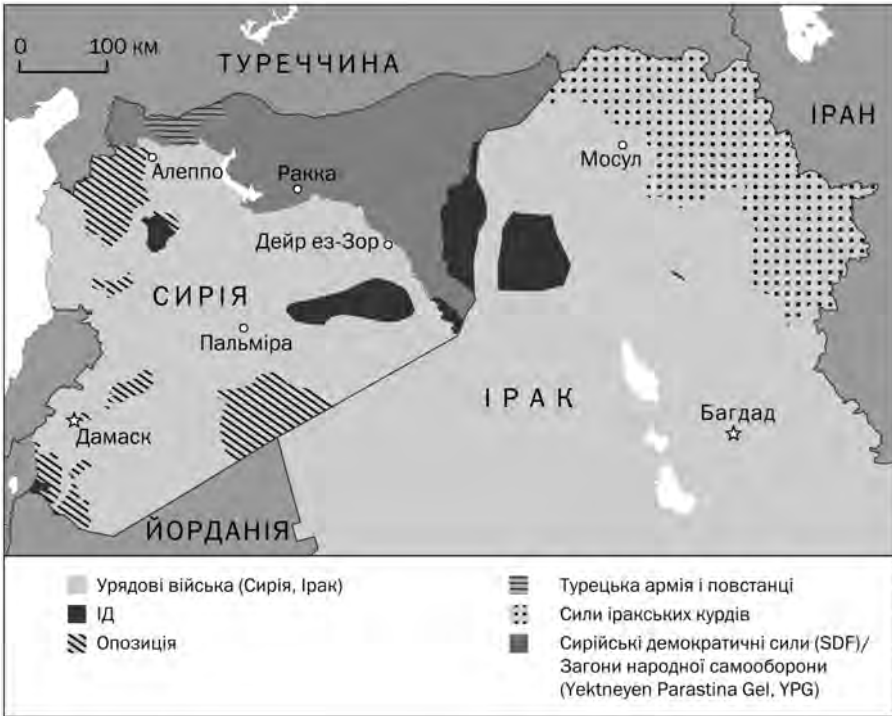 0 100 км
ТУРЕЧЧИНА
ІРАН
Алеппо
Ракка
Мосул
Дейр ез-Зор
СИРІЯ
Пальміра
ІРАК
Багдад
Дамаск
ЙОРДАНІЯ
Урядові війська (Сирія, Ірак)
ІД
Опозиція
Турецька армія і повстанці
Сили іракських курдів
Сирійські демократичні сили (SDF)/
Загони народної самооборони
(Yektneyen Parastina Gel, YPG)